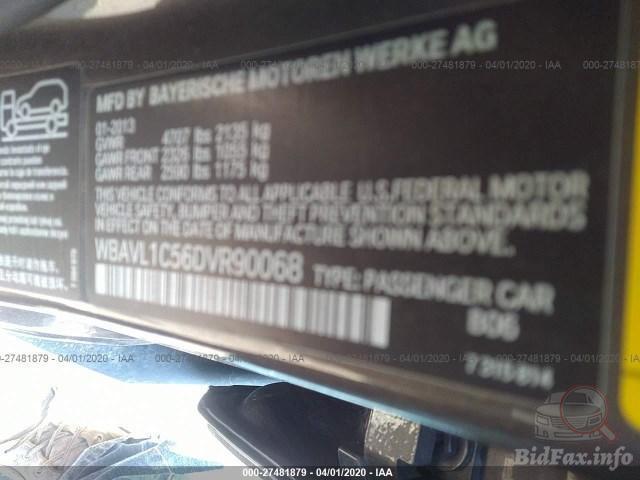 MFD BY BAYERISCHE MOTOREN WERKE AG
01-2013
GVWR 4707 lbs 2135 kg
GAWR FRONT 2326 lbs 1055 kg
GAWR REAR 2590 lbs 1175 kg
THIS VEHICLE CONFORMS TO ALL APPLICABLE U.S./FEDERAL MOTOR
VEHICLE SAFETY, BUMPER AND THEFT PREVENTION STANDARDS
IN EFFECT ON THE DATE OF MANUFACTURE SHOWN ABOVE.
WBAVL1C56DVR90068 TYPE: PASSENGER CAR
B06
000-27481879 - 04/01/2020 - IAA
000-27481879 - 04/01/2020 - IAA
000-27481879 - 04/01/2020 - IAA
BidFax.info